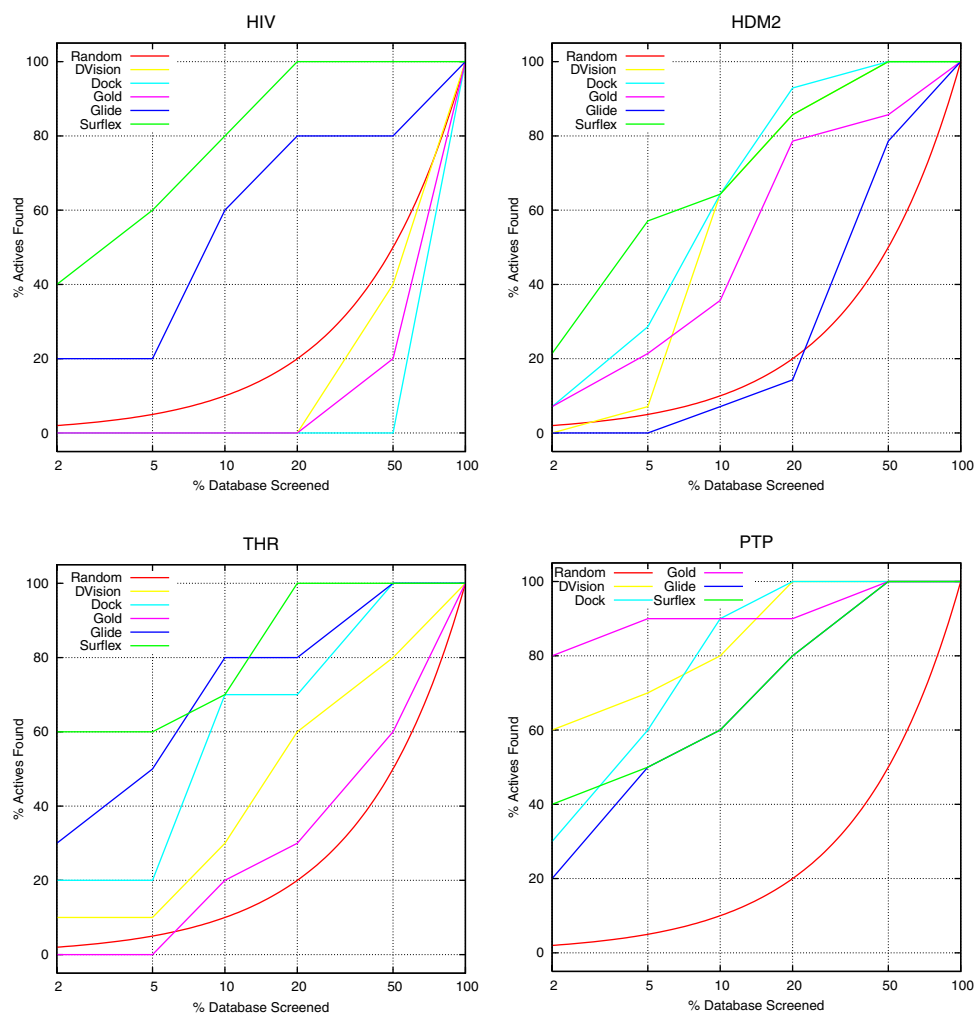 HIV
Random
DVision
Dock
Gold
Glide
Surflex
100
80
60
40
20
0
% Actives Found
2 5 10 20 50 100
% Database Screened
HDM2
Random
DVision
Dock
Gold
Glide
Surflex
100
80
60
40
20
0
% Actives Found
2 5 10 20 50 100
% Database Screened
THR
Random
DVision
Dock
Gold
Glide
Surflex
100
80
60
40
20
0
% Actives Found
2 5 10 20 50 100
% Database Screened
PTP
Random Gold
DVision Glide
Dock Surflex
100
80
60
40
20
0
% Actives Found
2 5 10 20 50 100
% Database Screened